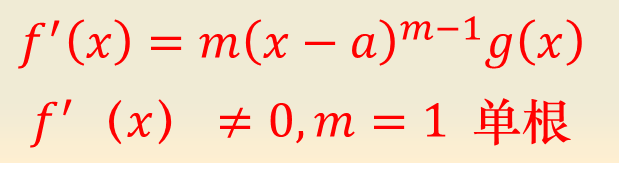 f′(x) = m(x − a)^{m−1}g(x)
f′ (x) ≠ 0, m = 1 单根